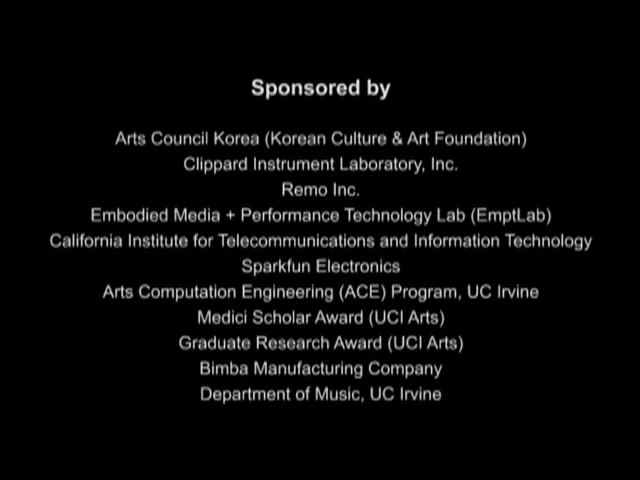 Sponsored by
Arts Council Korea (Korean Culture & Art Foundation)
Clippard Instrument Laboratory, Inc.
Remo Inc.
Embodied Media + Performance Technology Lab (EmptLab)
California Institute for Telecommunications and Information Technology
Sparkfun Electronics
Arts Computation Engineering (ACE) Program, UC Irvine
Medici Scholar Award (UCI Arts)
Graduate Research Award (UCI Arts)
Bimba Manufacturing Company
Department of Music, UC Irvine